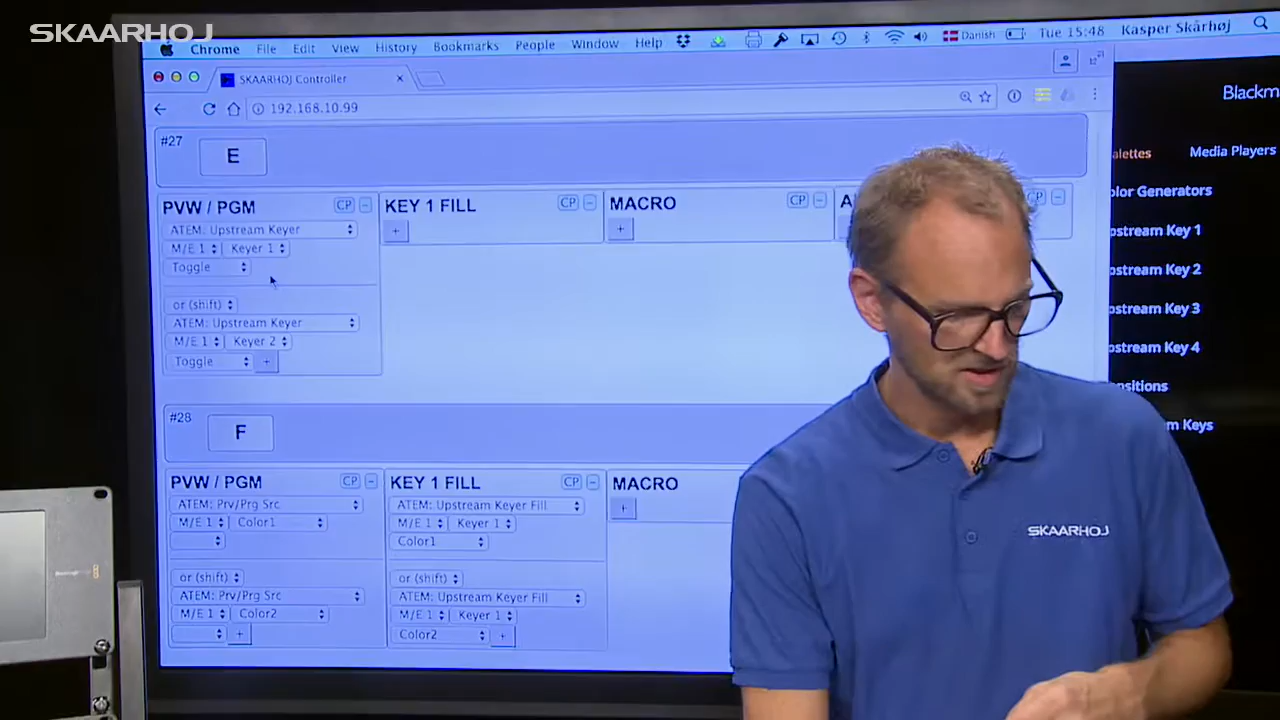 SKAARHOJ
Chrome File Edit View History Bookmarks People Window Help Danish Tue 15:48 Kasper Skårhøj
SKAARHOJ Controller
192.168.10.99
Blackm
alettes Media Players
olor Generators
pstream Key 1
pstream Key 2
pstream Key 3
pstream Key 4
nsitions
m Keys
#27 E
PVW / PGM CP - KEY 1 FILL CP - MACRO CP - A CP -
ATEM: Upstream Keyer + +
M/E 1 Keyer 1
Toggle
or (shift)
ATEM: Upstream Keyer
M/E 1 Keyer 2
Toggle +
#28 F
PVW / PGM CP - KEY 1 FILL CP - MACRO
ATEM: Prv/Prg Src ATEM: Upstream Keyer Fill +
M/E 1 Color1 M/E 1 Keyer 1
Color1
or (shift) or (shift)
ATEM: Prv/Prg Src ATEM: Upstream Keyer Fill
M/E 1 Color2 M/E 1 Keyer 1
+ Color2 +
SKAARHOJ